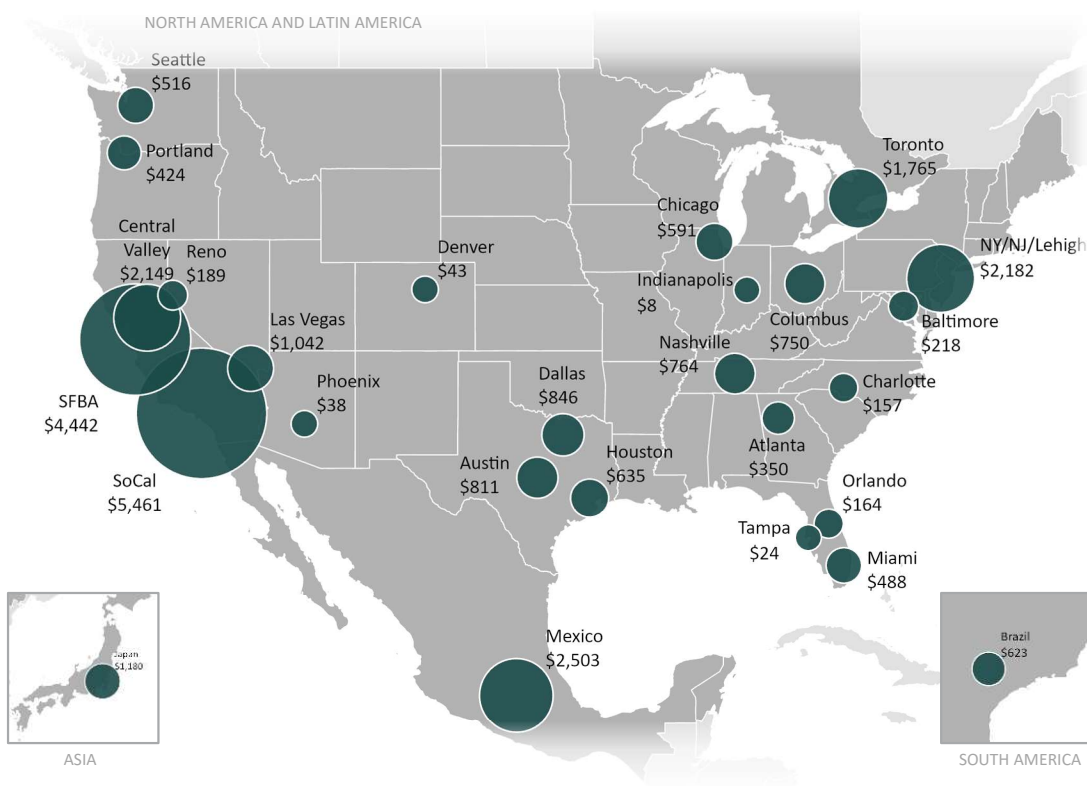 NORTH AMERICA AND LATIN AMERICA
Seattle
$516
Portland
$424
Central
Valley
$2,149
Reno
$189
Denver
$43
Las Vegas
$1,042
Phoenix
$38
SFBA
$4,442
SoCal
$5,461
Toronto
$1,765
Chicago
$591
NY/NJ/Lehigh
$2,182
Indianapolis
$8
Columbus
$750
Baltimore
$218
Nashville
$764
Charlotte
$157
Dallas
$846
Atlanta
$350
Austin
$811
Houston
$635
Orlando
$164
Tampa
$24
Miami
$488
Mexico
$2,503
Japan
$1,180
ASIA
Brazil
$623
SOUTH AMERICA